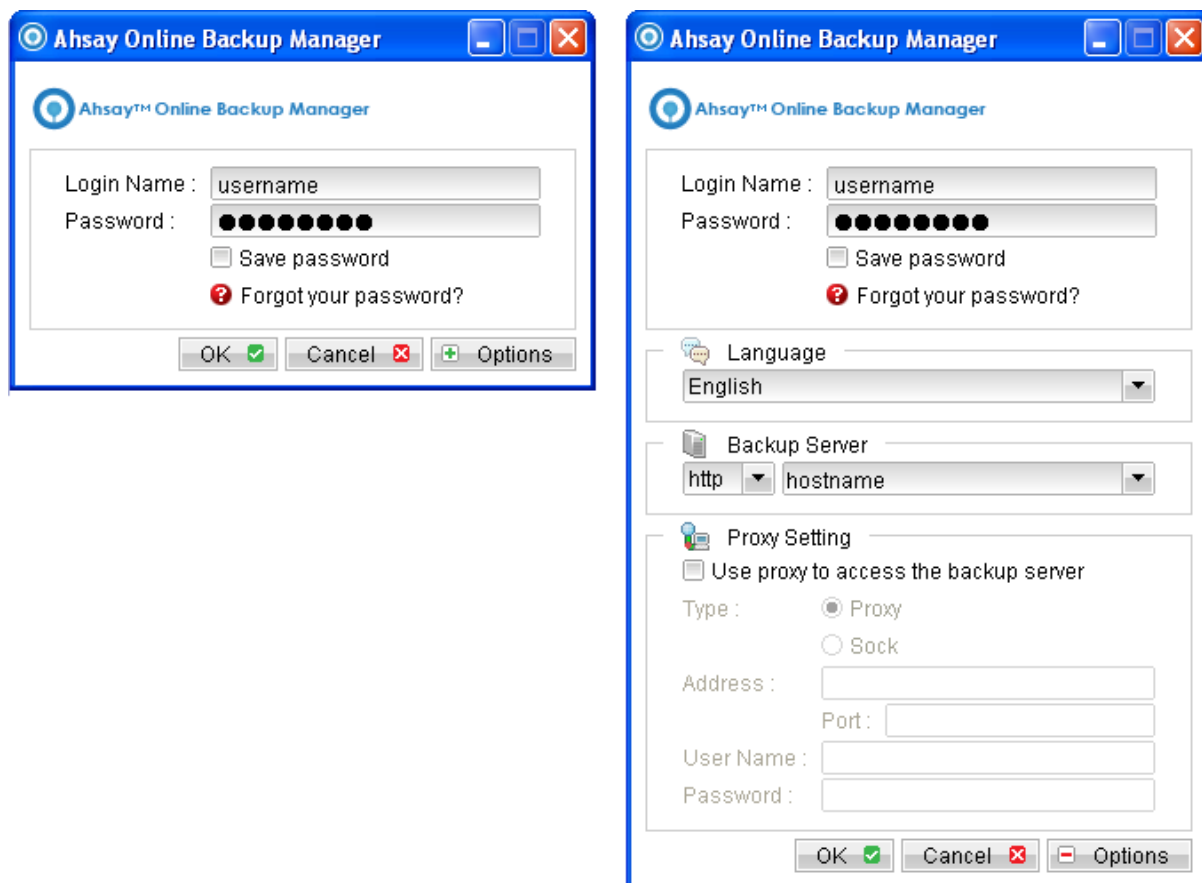 Ahsay Online Backup Manager
Ahsay™ Online Backup Manager
Login Name : username
Password : ●●●●●●●●
Save password
Forgot your password?
OK Cancel Options
Ahsay Online Backup Manager
Ahsay™ Online Backup Manager
Login Name : username
Password : ●●●●●●●●
Save password
Forgot your password?
Language
English
Backup Server
http hostname
Proxy Setting
Use proxy to access the backup server
Type : Proxy
Sock
Address :
Port :
User Name :
Password :
OK Cancel Options